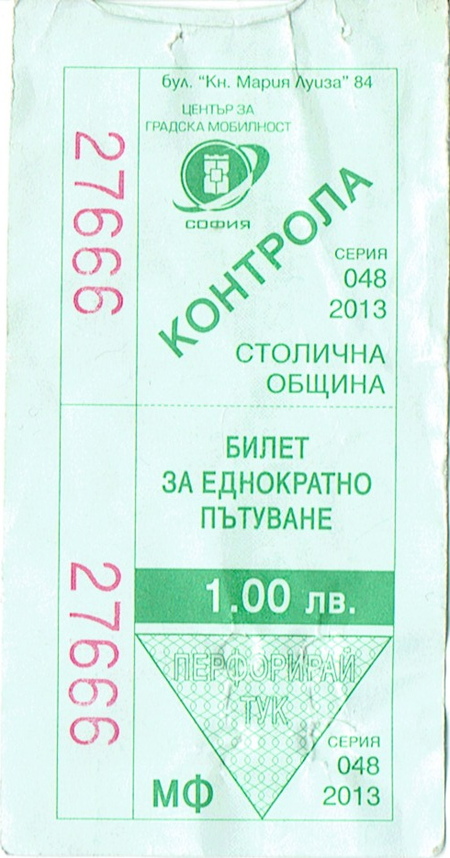 бул. "Кн. Мария Луиза" 84
ЦЕНТЪР ЗА
ГРАДСКА МОБИЛНОСТ
СОФИЯ
КОНТРОЛА
27666
СЕРИЯ
048
2013
СТОЛИЧНА
ОБЩИНА
БИЛЕТ
ЗА ЕДНОКРАТНО
ПЪТУВАНЕ
27666
1.00 лв.
ПЕРФОРИРАЙ
ТУК
СЕРИЯ
048
2013
МФ